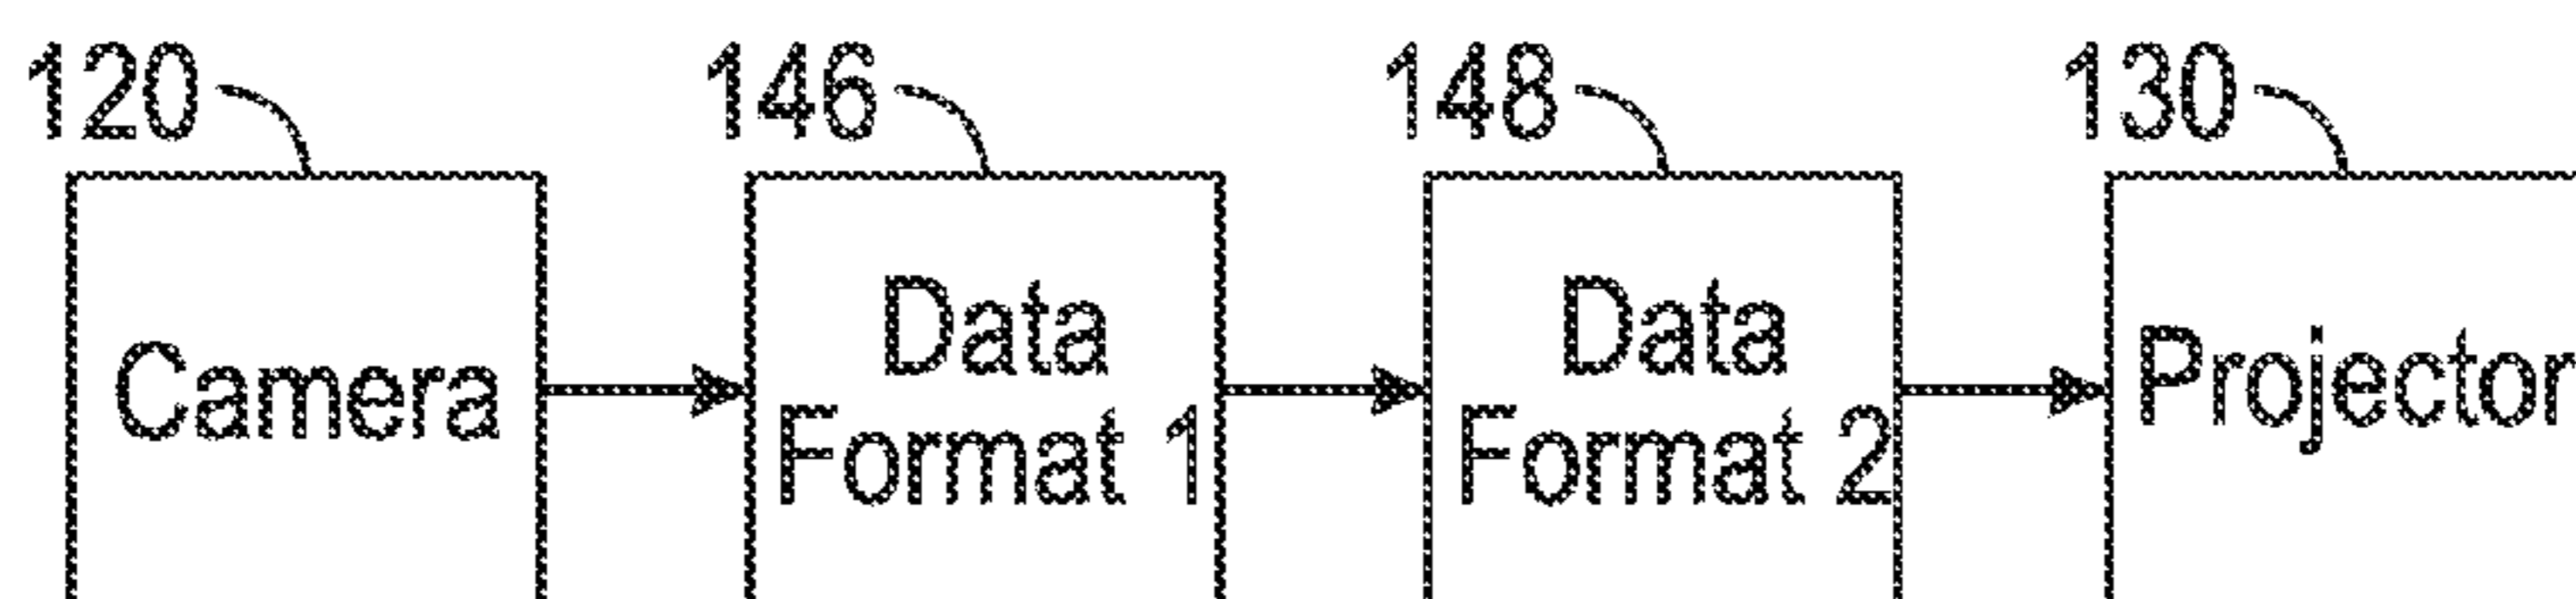 120 146 148 130
Camera
Data
Format 1
Data
Format 2
Projector